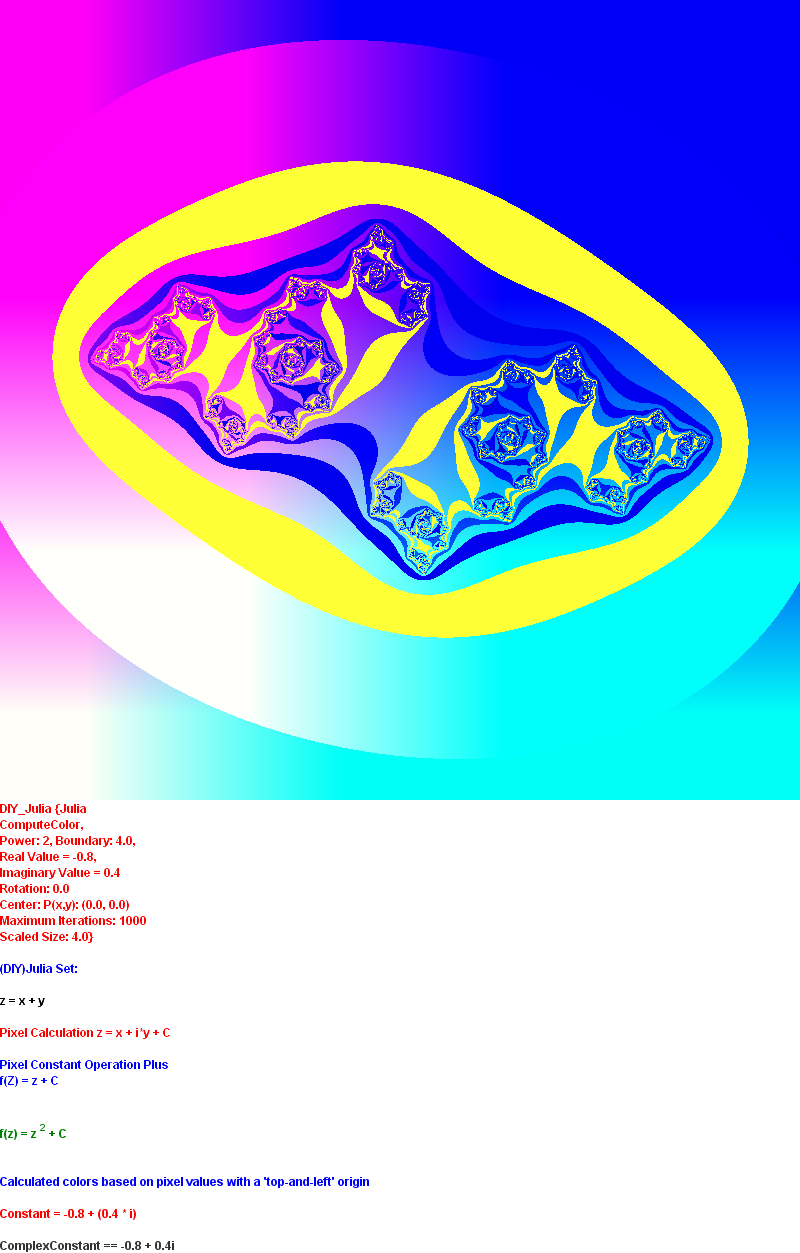 DIY_Julia {Julia
ComputeColor,
Power: 2, Boundary: 4.0,
Real Value = -0.8,
Imaginary Value = 0.4
Rotation: 0.0
Center: P(x,y): (0.0, 0.0)
Maximum Iterations: 1000
Scaled Size: 4.0}
(DIY)Julia Set:
z = x + y
Pixel Calculation z = x + i*y + C
Pixel Constant Operation Plus
f(Z) = z + C
f(z) = z 2 + C
Calculated colors based on pixel values with a 'top-and-left' origin
Constant = -0.8 + (0.4 * i)
ComplexConstant == -0.8 + 0.4i